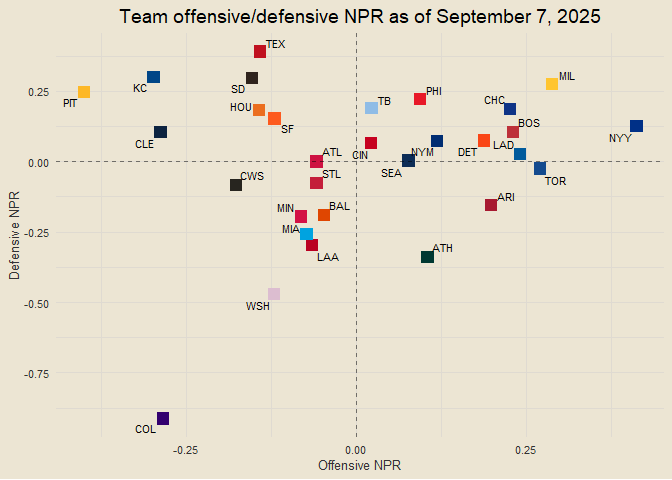 Team offensive/defensive NPR as of September 7, 2025
TEX
KC
SD
MIL
PIT
HOU
TB
PHI
CHC
SF
BOS
NYY
CLE
ATL
CIN
NYM
DET
LAD
SEA
TOR
CWS
STL
ARI
MIN
BAL
MIA
LAA
ATH
WSH
COL
0.25
0.00
-0.25
-0.50
-0.75
Defensive NPR
-0.25
0.00
0.25
Offensive NPR